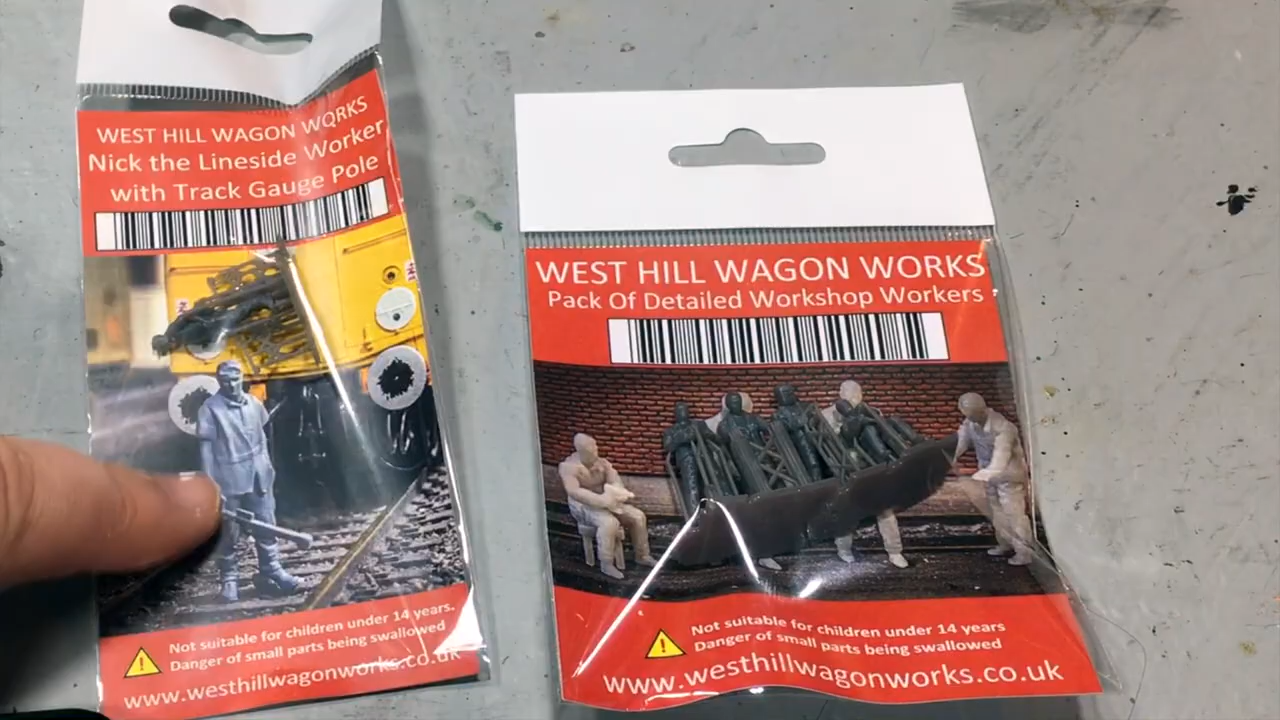 WEST HILL WAGON WORKS
Nick the Lineside Worker
with Track Gauge Pole
Not suitable for children under 14 years.
Danger of small parts being swallowed
www.westhillwagonworks.co.uk
WEST HILL WAGON WORKS
Pack Of Detailed Workshop Workers
Not suitable for children under 14 years
Danger of small parts being swallowed
www.westhillwagonworks.co.uk